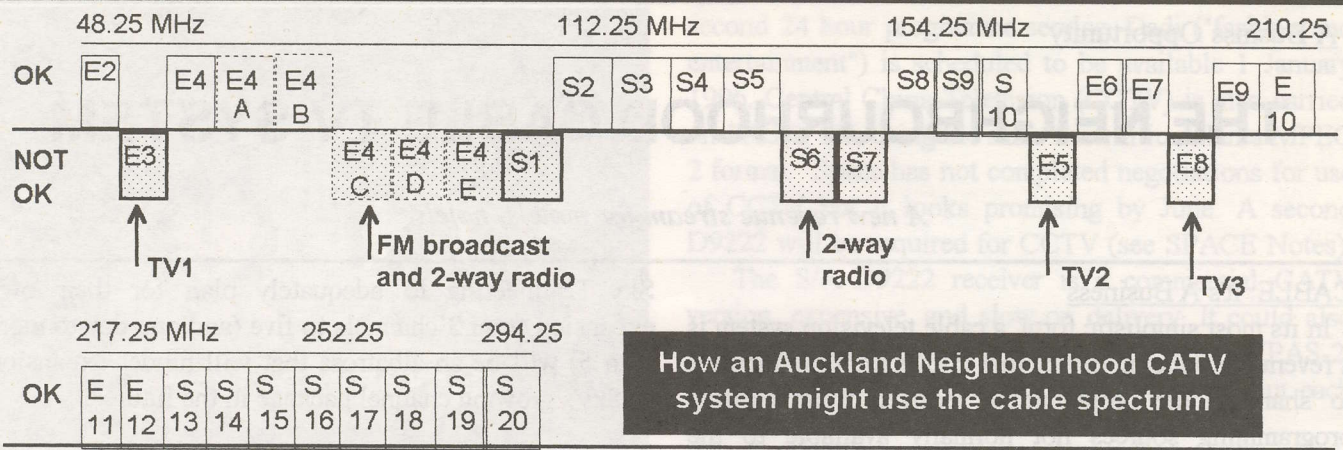 48.25 MHz 112.25 MHz 154.25 MHz 210.25
OK E2 E4 E4 A E4 B S2 S3 S4 S5 S8 S9 S 10 E6 E7 E9 E 10
NOT OK E3 E4 C E4 D E4 E S1 S6 S7 E5 E8
TV1
FM broadcast
and 2-way radio
2-way
radio
TV2
TV3
217.25 MHz 252.25 294.25
OK E 11 E 12 S 13 S 14 S 15 S 16 S 17 S 18 S 19 S 20
How an Auckland Neighbourhood CATV
system might use the cable spectrum